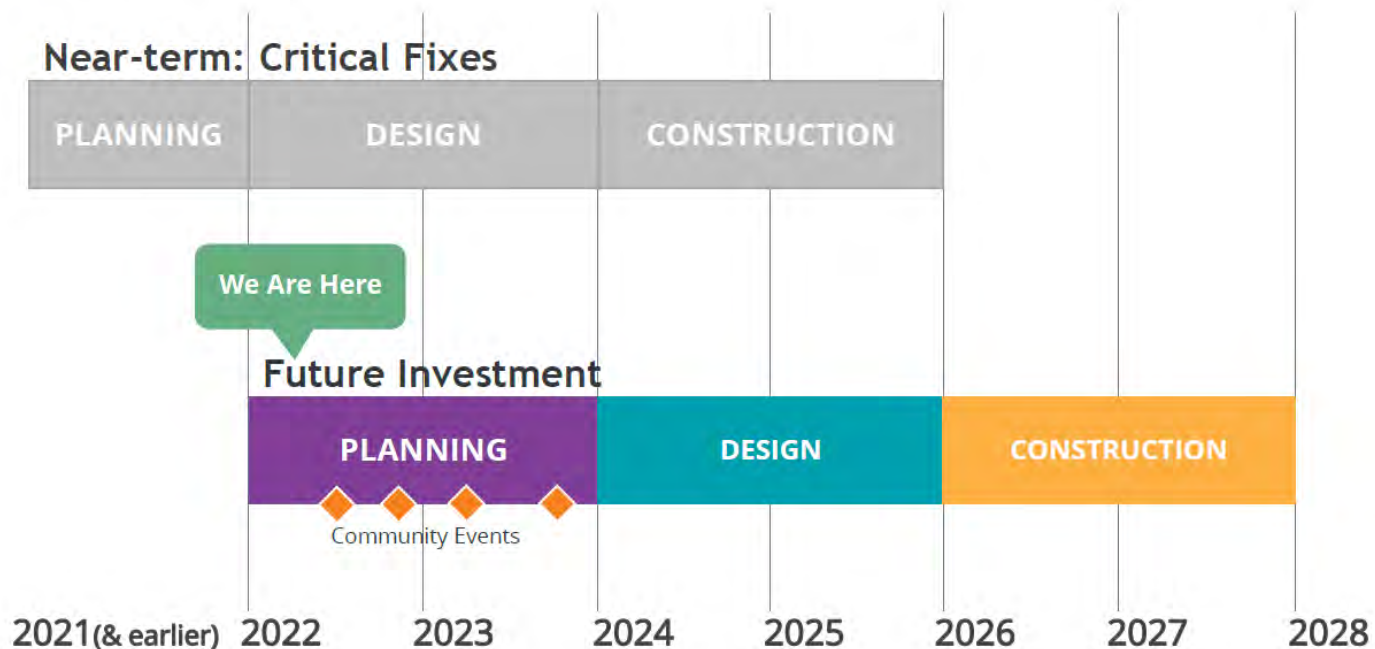 Near-term: Critical Fixes
PLANNING DESIGN CONSTRUCTION
We Are Here
Future Investment
PLANNING DESIGN CONSTRUCTION
Community Events
2021(& earlier) 2022 2023 2024 2025 2026 2027 2028